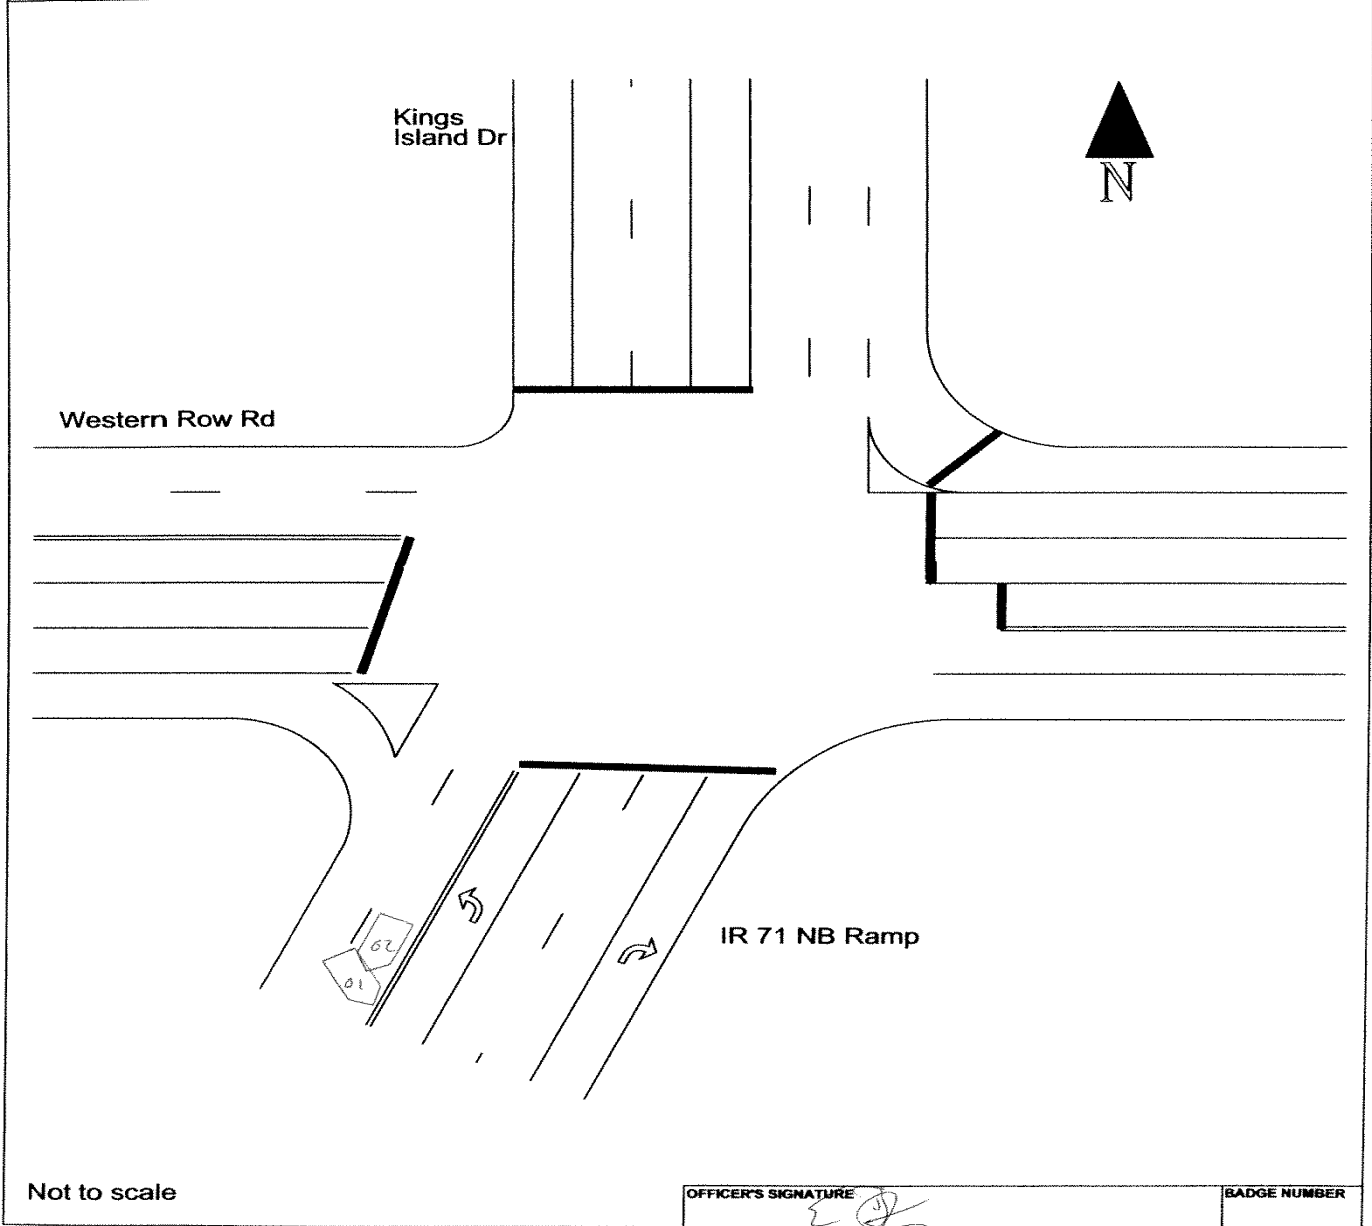 Kings
Island Dr
N
Western Row Rd
02
01
IR 71 NB Ramp
Not to scale
OFFICER'S SIGNATURE
BADGE NUMBER